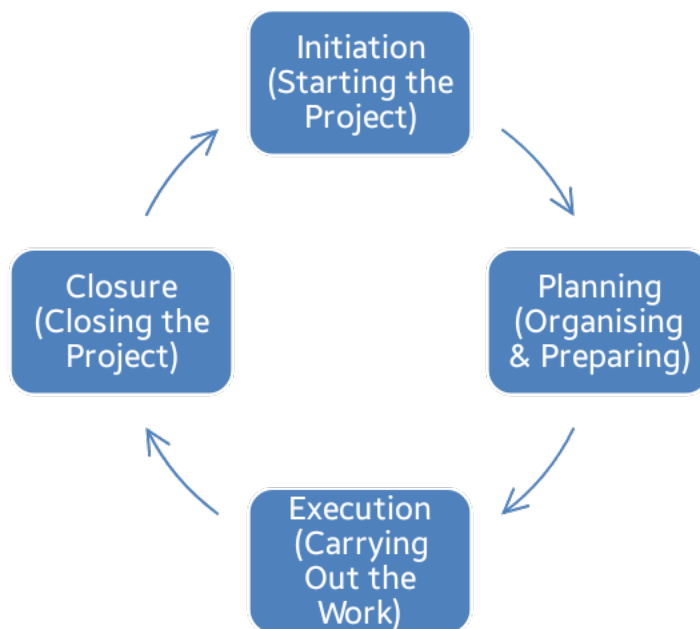 Initiation
(Starting the
Project)
Planning
(Organising
& Preparing)
Execution
(Carrying
Out the
Work)
Closure
(Closing the
Project)